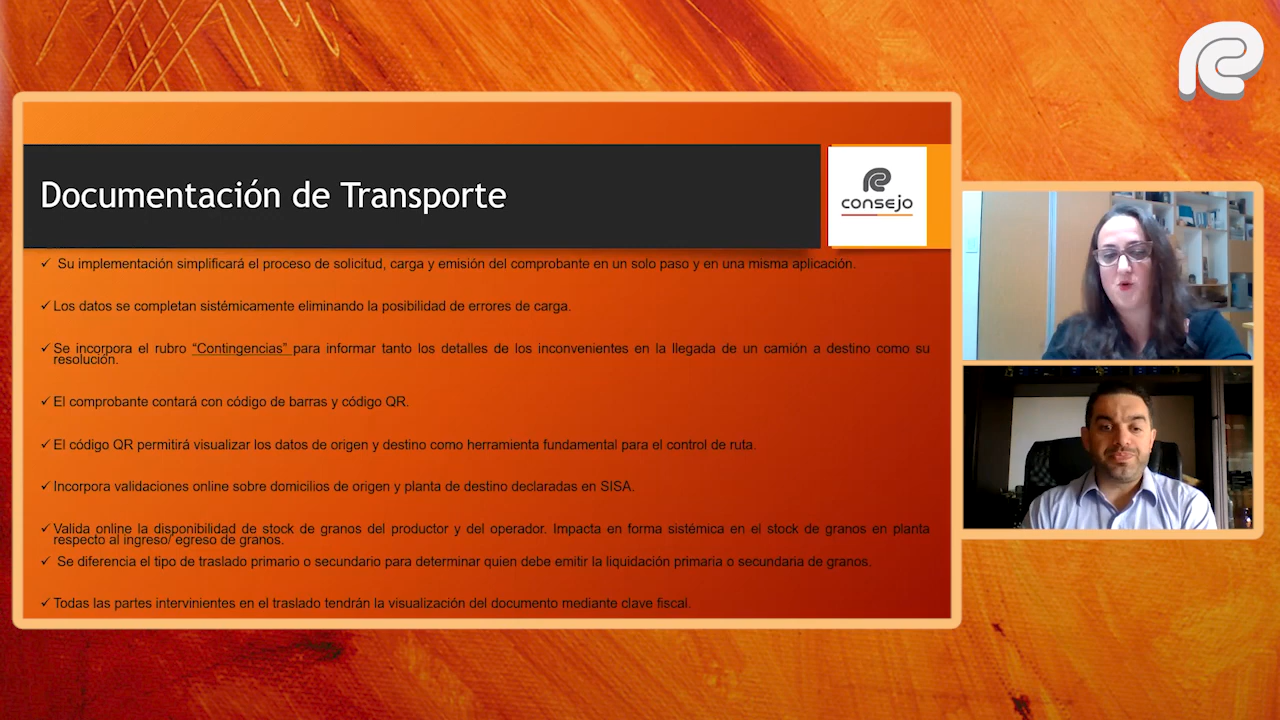 Documentación de Transporte
consejo
✓ Su implementación simplificará el proceso de solicitud, carga y emisión del comprobante en un solo paso y en una misma aplicación.
✓ Los datos se completan sistémicamente eliminando la posibilidad de errores de carga.
✓ Se incorpora el rubro “Contingencias” para informar tanto los detalles de los inconvenientes en la llegada de un camión a destino como su
resolución.
✓ El comprobante contará con código de barras y código QR.
✓ El código QR permitirá visualizar los datos de origen y destino como herramienta fundamental para el control de ruta.
✓ Incorpora validaciones online sobre domicilios de origen y planta de destino declaradas en SISA.
✓ Valida online la disponibilidad de stock de granos del productor y del operador. Impacta en forma sistémica en el stock de granos en planta
respecto al ingreso/ egreso de granos.
✓ Se diferencia el tipo de traslado primario o secundario para determinar quien debe emitir la liquidación primaria o secundaria de granos.
✓ Todas las partes intervinientes en el traslado tendrán la visualización del documento mediante clave fiscal.